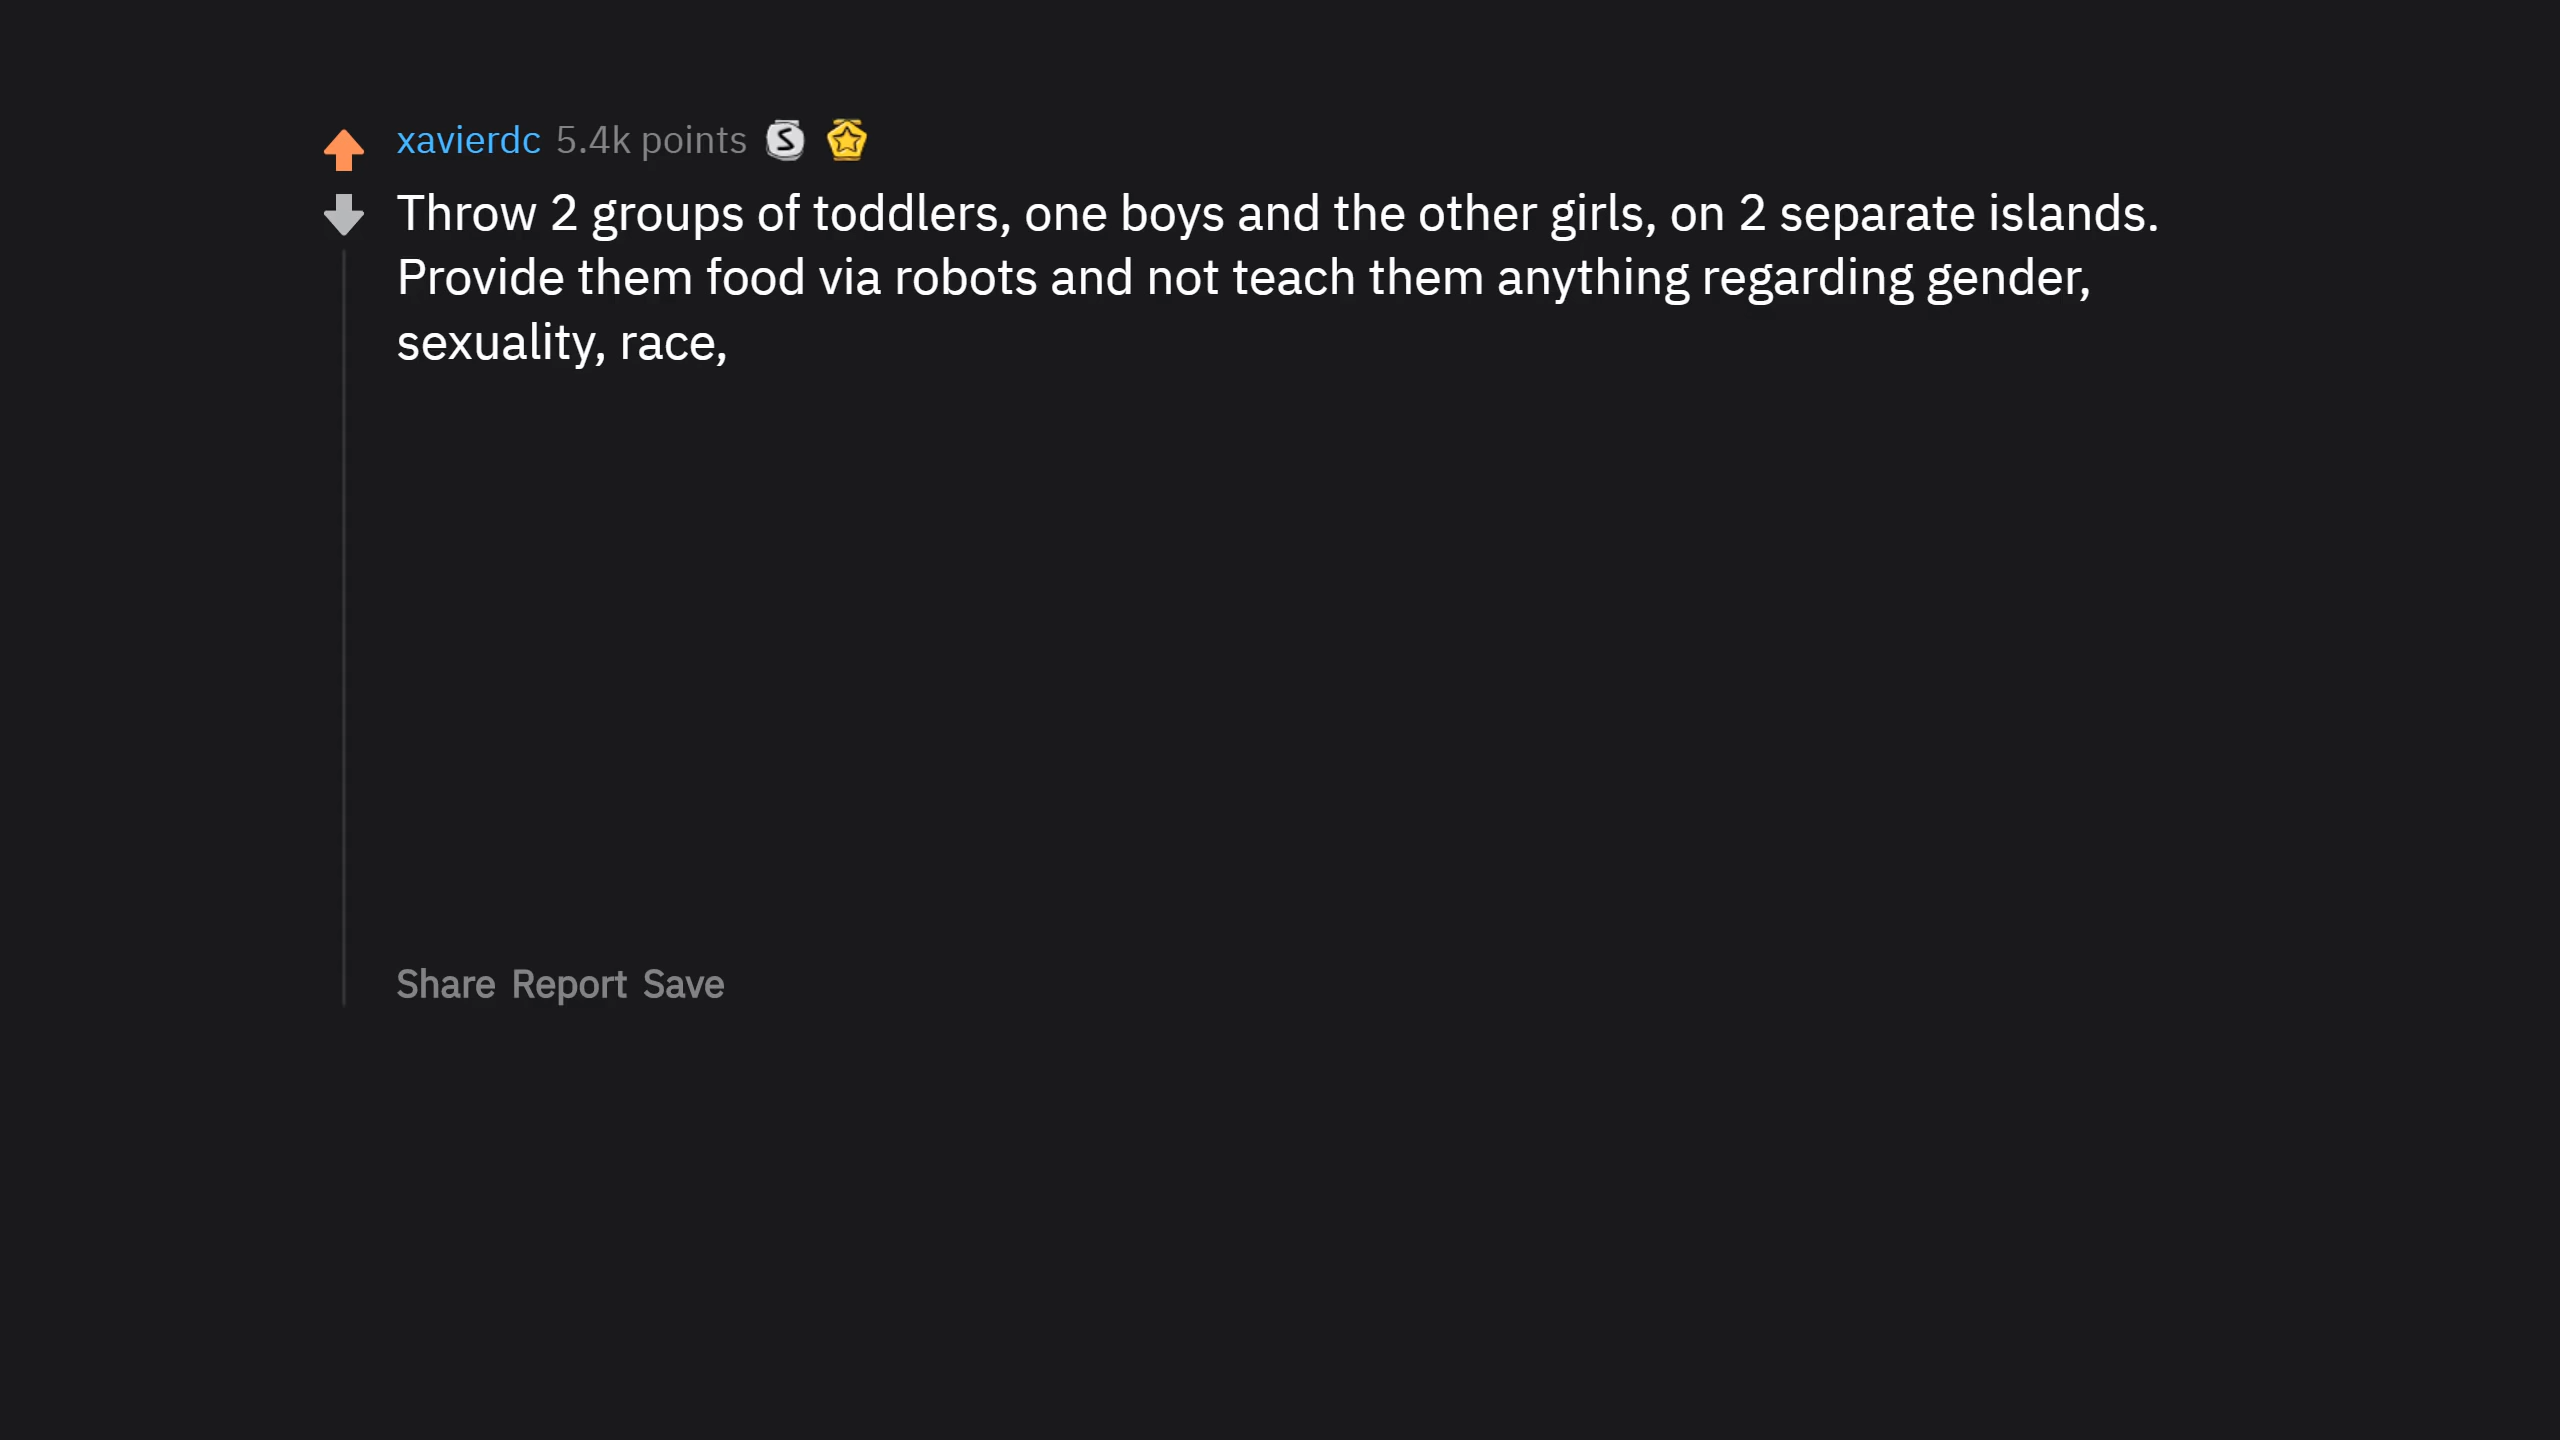 xavierdc 5.4k points
Throw 2 groups of toddlers, one boys and the other girls, on 2 separate islands.
Provide them food via robots and not teach them anything regarding gender,
sexuality, race,
Share Report Save